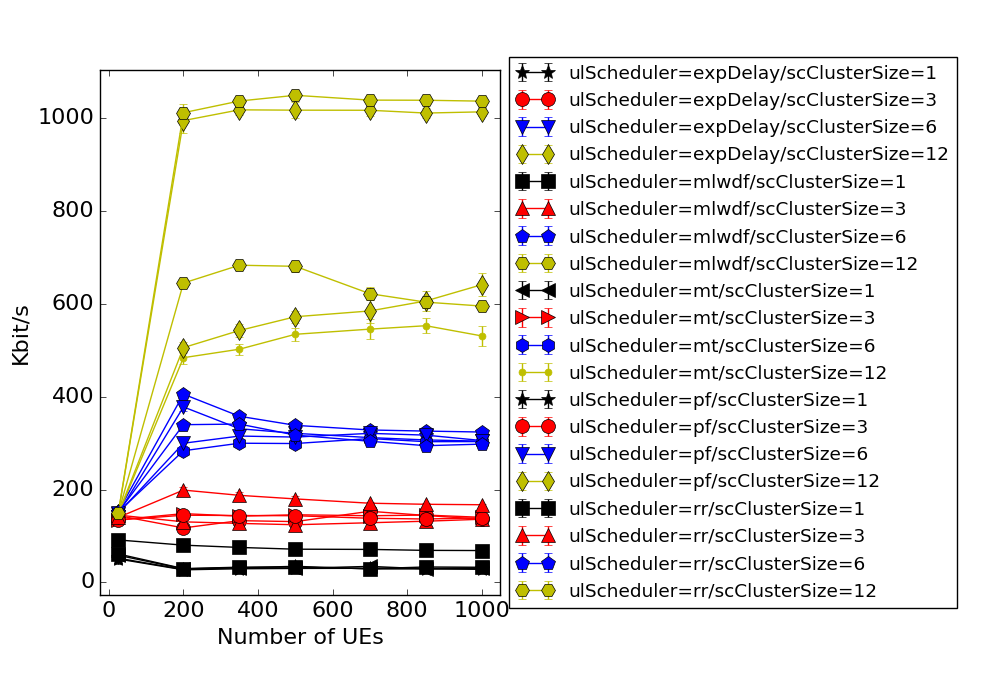 1000
800
600
400
200
0
Kbit/s
0 200 400 600 800 1000
Number of UEs
ulScheduler=expDelay/scClusterSize=1
ulScheduler=expDelay/scClusterSize=3
ulScheduler=expDelay/scClusterSize=6
ulScheduler=expDelay/scClusterSize=12
ulScheduler=mlwdf/scClusterSize=1
ulScheduler=mlwdf/scClusterSize=3
ulScheduler=mlwdf/scClusterSize=6
ulScheduler=mlwdf/scClusterSize=12
ulScheduler=mt/scClusterSize=1
ulScheduler=mt/scClusterSize=3
ulScheduler=mt/scClusterSize=6
ulScheduler=mt/scClusterSize=12
ulScheduler=pf/scClusterSize=1
ulScheduler=pf/scClusterSize=3
ulScheduler=pf/scClusterSize=6
ulScheduler=pf/scClusterSize=12
ulScheduler=rr/scClusterSize=1
ulScheduler=rr/scClusterSize=3
ulScheduler=rr/scClusterSize=6
ulScheduler=rr/scClusterSize=12